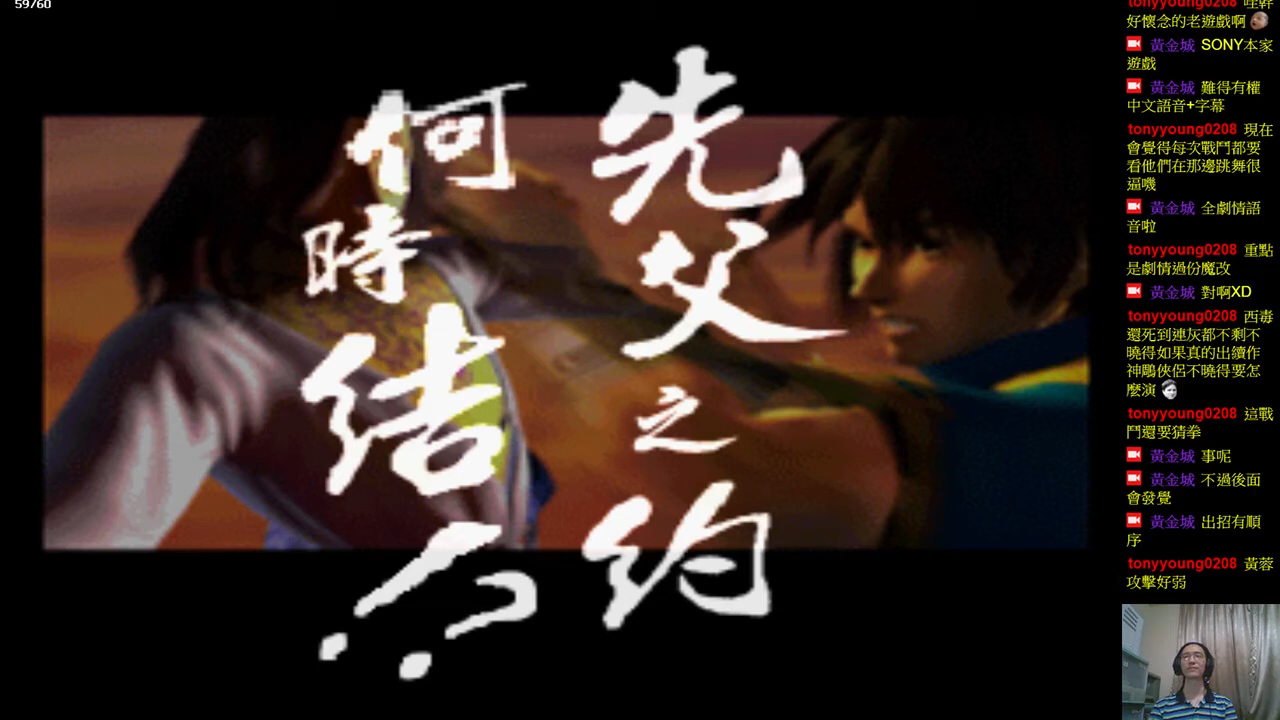 59/60
先父之約
何時結!?
tonyyoung0208 哇幹
好懷念的老遊戲啊
黃金城 SONY本家
遊戲
黃金城 難得有權
中文語音+字幕
tonyyoung0208 現在
會覺得每次戰鬥都要
看他們在那邊跳舞很
逼嘰
黃金城 全劇情語
音啦
tonyyoung0208 重點
是劇情過份魔改
黃金城 對啊XD
tonyyoung0208 西毒
還死到連灰都不剩不
曉得如果真的出續作
神鵰俠侶不曉得要怎
麼演
tonyyoung0208 這戰
鬥還要猜拳
黃金城 事呢
黃金城 不過後面
會發覺
黃金城 出招有順
序
tonyyoung0208 黃蓉
攻擊好弱